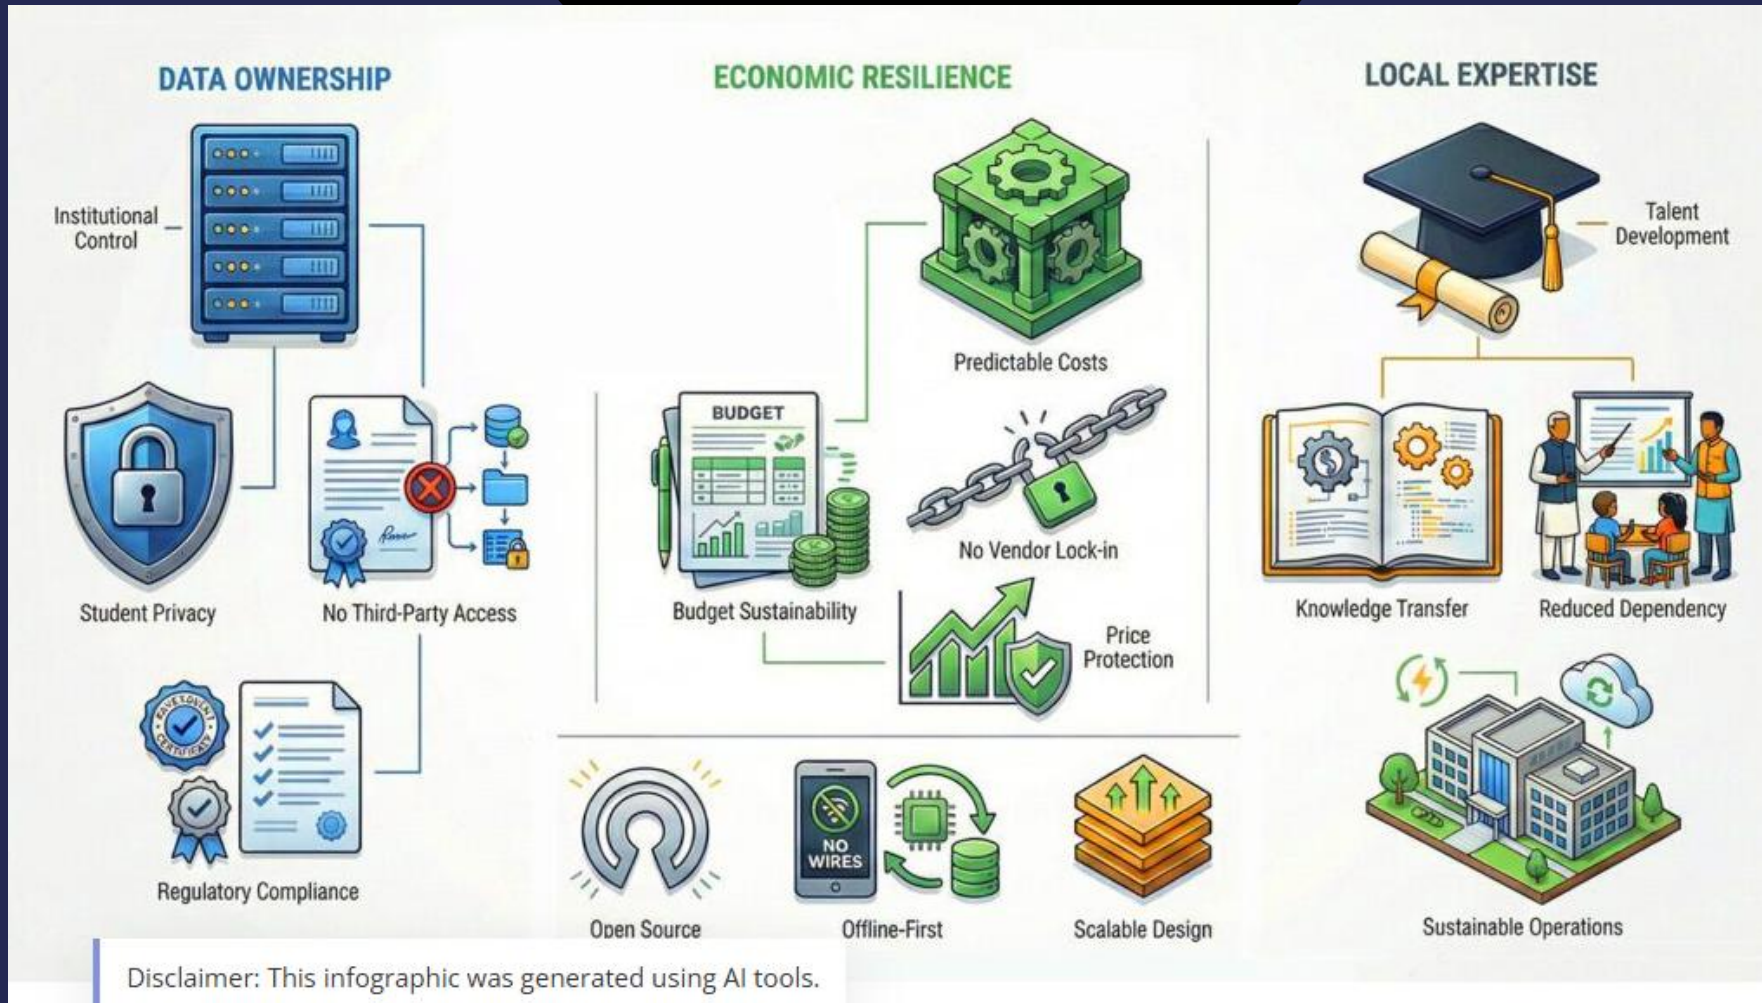 DATA OWNERSHIP
Institutional
Control
Student Privacy
No Third-Party Access
Regulatory Compliance
ECONOMIC RESILIENCE
Predictable Costs
BUDGET
Budget Sustainability
No Vendor Lock-in
Price
Protection
NO
WIRES
Open Source
Offline-First
Scalable Design
LOCAL EXPERTISE
Talent
Development
Knowledge Transfer
Reduced Dependency
Sustainable Operations
Disclaimer: This infographic was generated using AI tools.